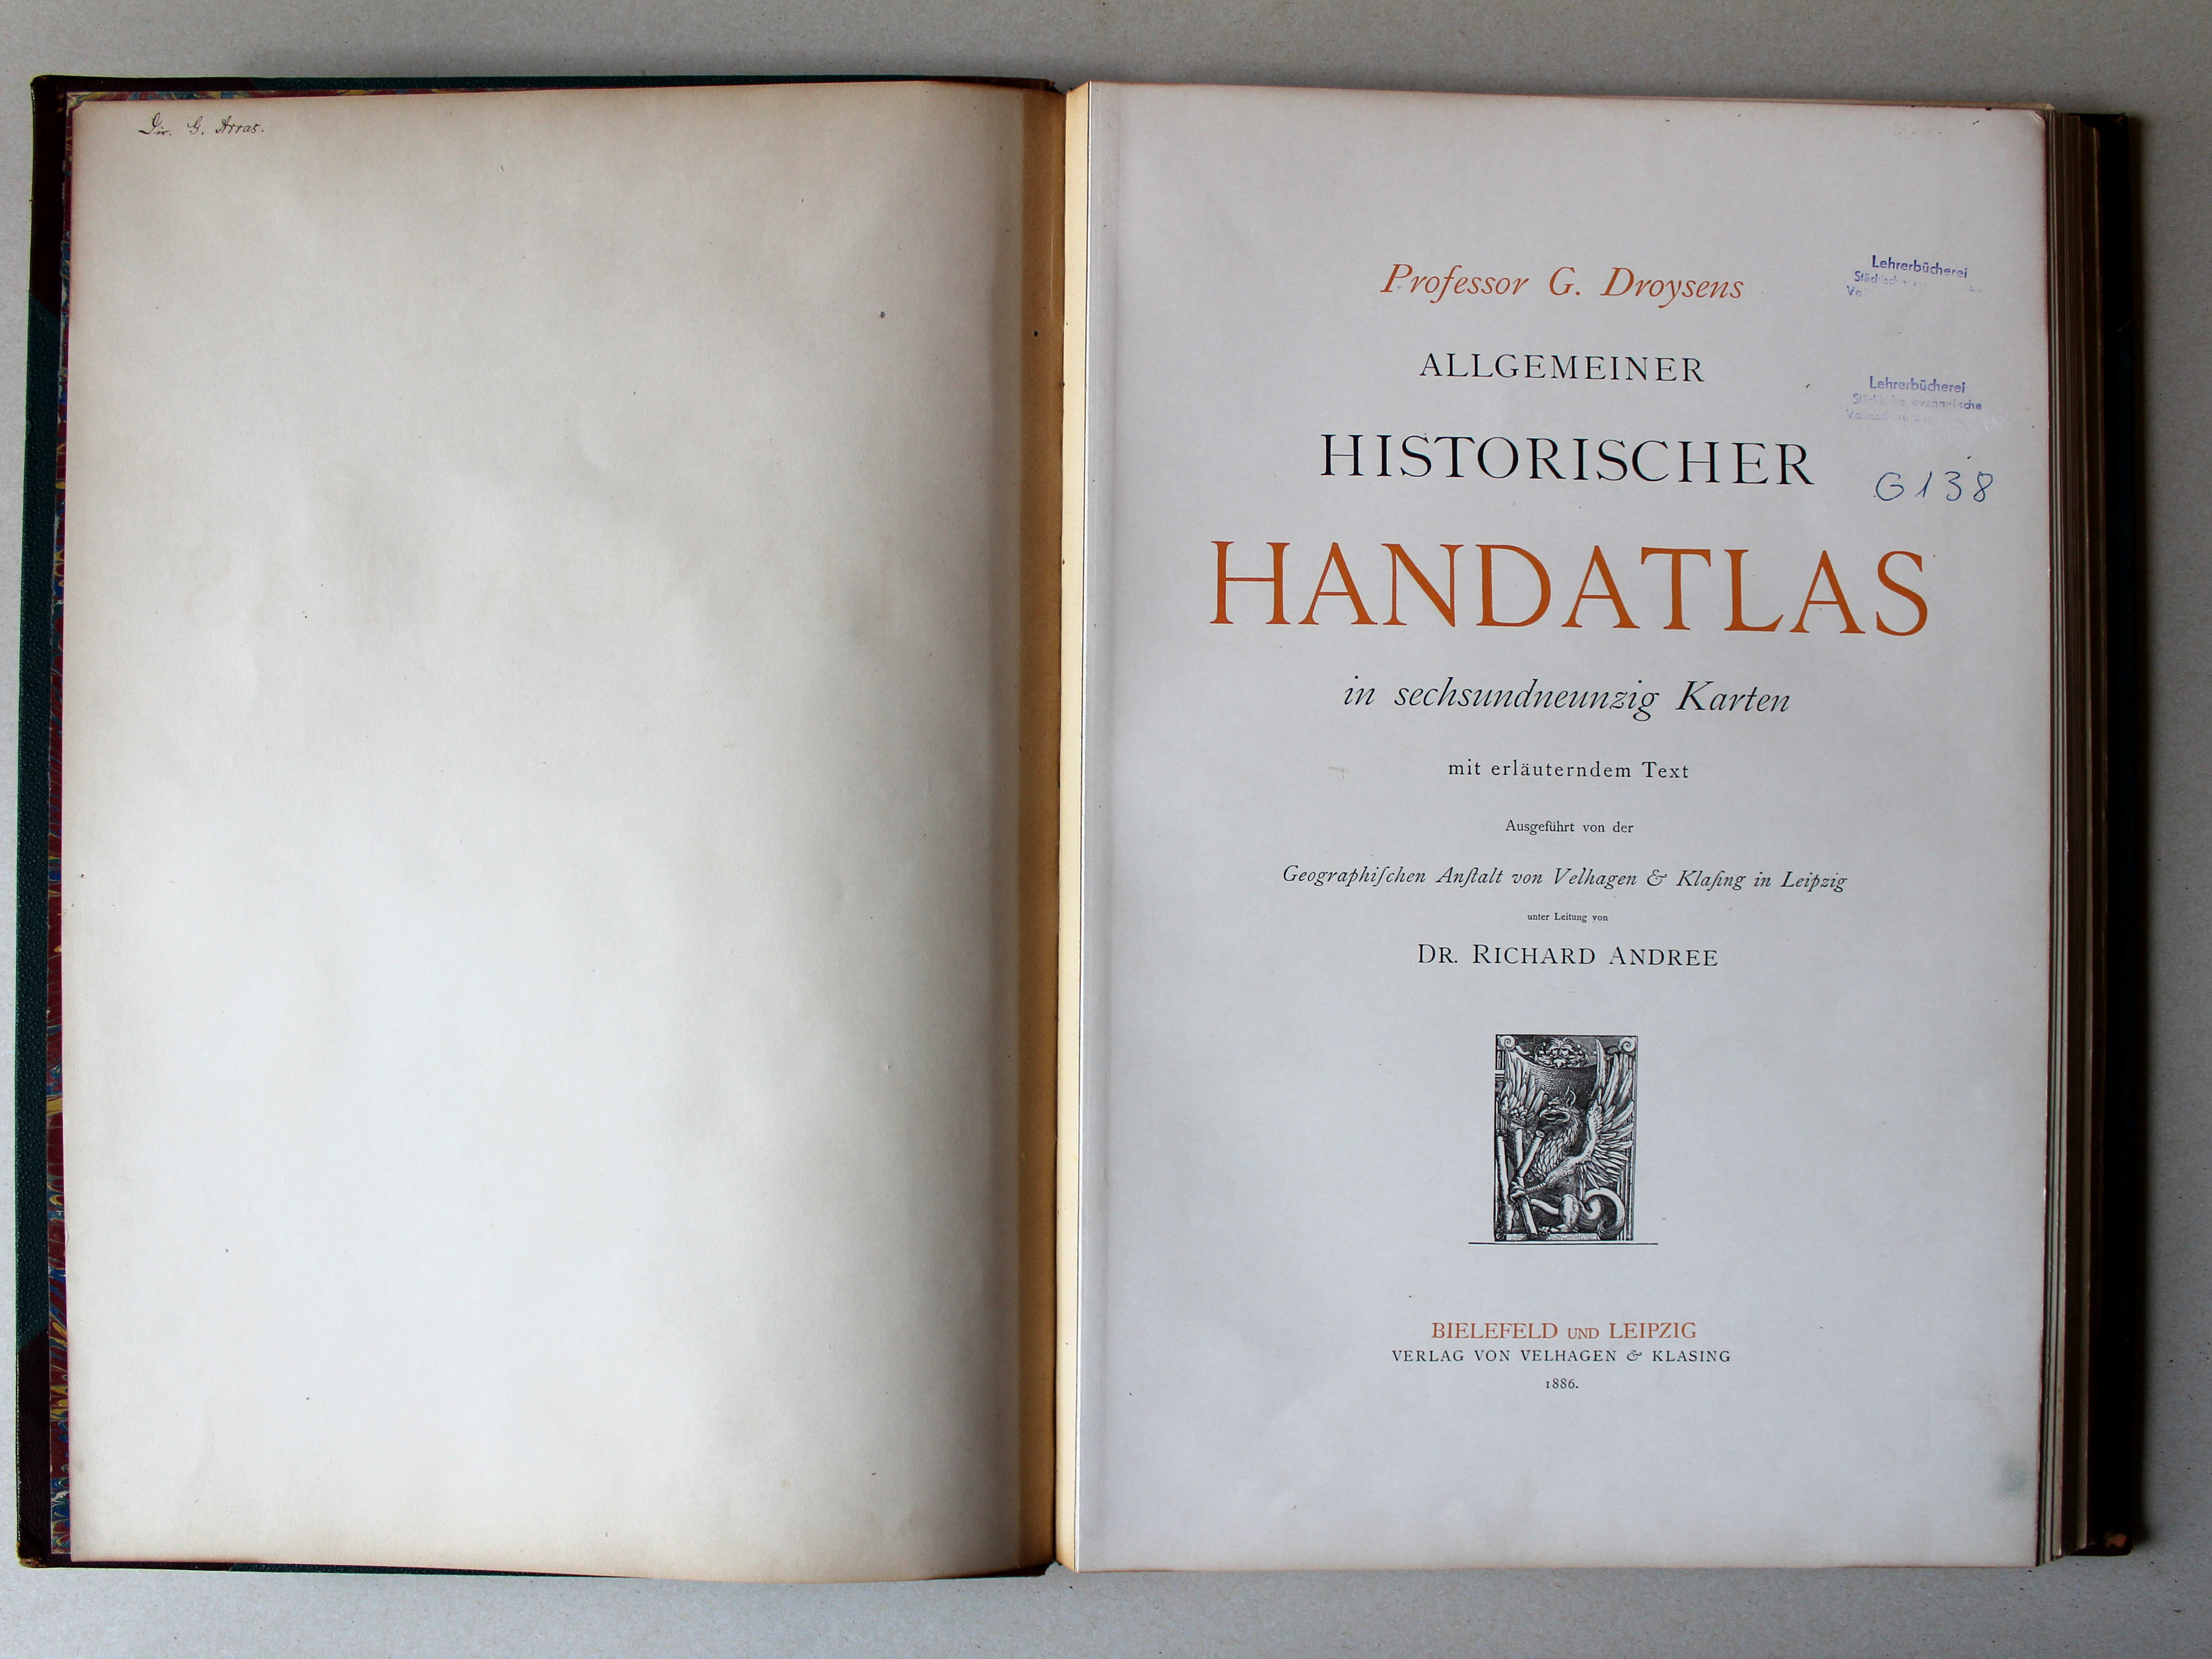 Dir. G. Arras.
Professor G. Droysens
ALLGEMEINER
HISTORISCHER
HANDATLAS
in sechsundneunzig Karten
mit erläuterndem Text
Ausgeführt von der
Geographiſchen Anſtalt von Velhagen & Klaſing in Leipzig
unter Leitung von
DR. RICHARD ANDREE
BIELEFELD UND LEIPZIG
VERLAG VON VELHAGEN & KLASING
1886.
Lehrerbücherei
Lehrerbücherei
evangelische
G 138